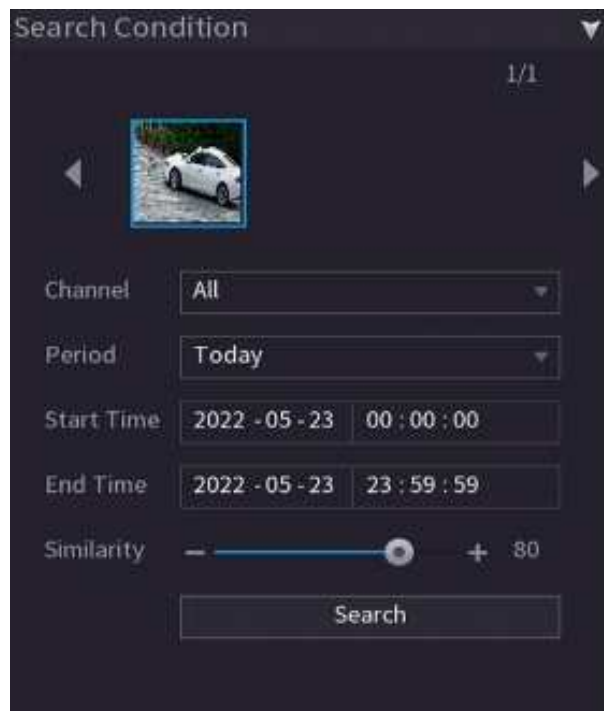 Search Condition
1/1
Channel All
Period Today
Start Time 2022 -05-23 00:00:00
End Time 2022 -05-23 23:59:59
Similarity − + 80
Search